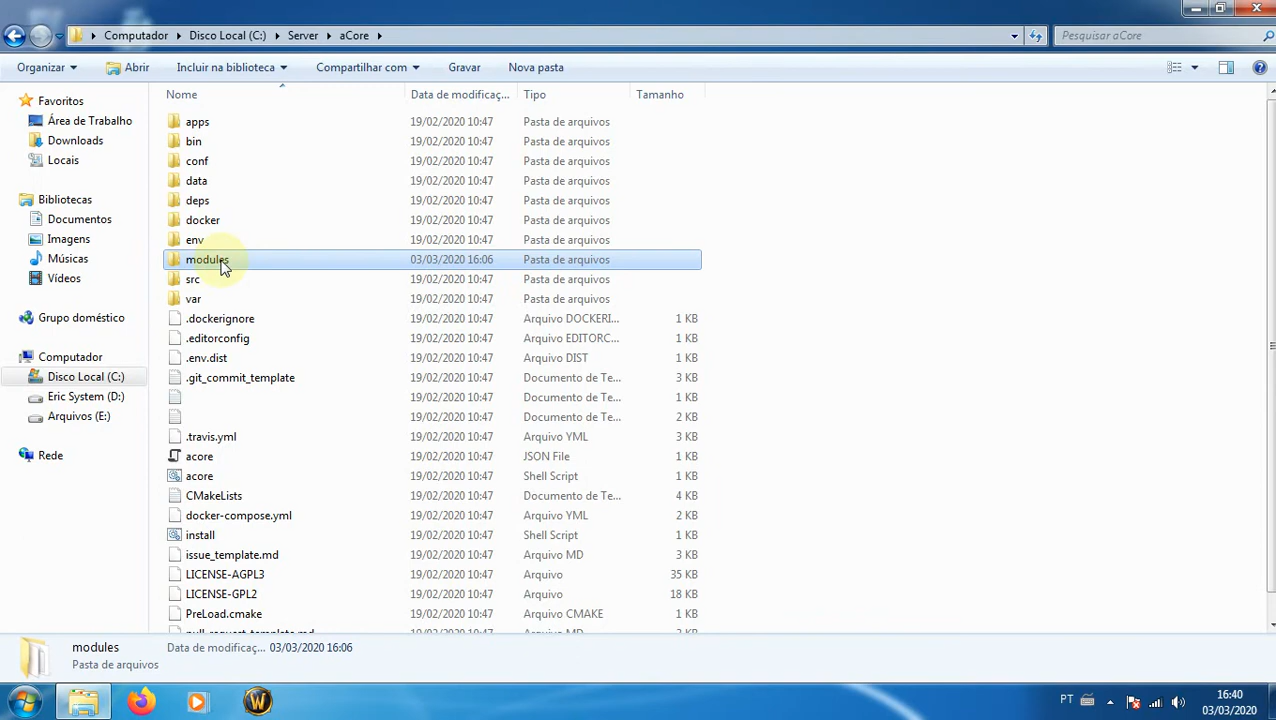 Computador Disco Local (C:) Server aCore Pesquisar aCore
Organizar Abrir Incluir na biblioteca Compartilhar com Gravar Nova pasta
Nome Data de modificaç... Tipo Tamanho
Favoritos
Área de Trabalho
Downloads
Locais
Bibliotecas
Documentos
Imagens
Músicas
Vídeos
Grupo doméstico
Computador
Disco Local (C:)
Eric System (D:)
Arquivos (E:)
Rede
apps 19/02/2020 10:47 Pasta de arquivos
bin 19/02/2020 10:47 Pasta de arquivos
conf 19/02/2020 10:47 Pasta de arquivos
data 19/02/2020 10:47 Pasta de arquivos
deps 19/02/2020 10:47 Pasta de arquivos
docker 19/02/2020 10:47 Pasta de arquivos
env 19/02/2020 10:47 Pasta de arquivos
modules 03/03/2020 16:06 Pasta de arquivos
src 19/02/2020 10:47 Pasta de arquivos
var 19/02/2020 10:47 Pasta de arquivos
.dockerignore 19/02/2020 10:47 Arquivo DOCKERI... 1 KB
.editorconfig 19/02/2020 10:47 Arquivo EDITORC... 1 KB
.env.dist 19/02/2020 10:47 Arquivo DIST 1 KB
.git_commit_template 19/02/2020 10:47 Documento de Te... 3 KB
19/02/2020 10:47 Documento de Te... 1 KB
19/02/2020 10:47 Documento de Te... 2 KB
.travis.yml 19/02/2020 10:47 Arquivo YML 3 KB
acore 19/02/2020 10:47 JSON File 1 KB
acore 19/02/2020 10:47 Shell Script 1 KB
CMakeLists 19/02/2020 10:47 Documento de Te... 4 KB
docker-compose.yml 19/02/2020 10:47 Arquivo YML 2 KB
install 19/02/2020 10:47 Shell Script 1 KB
issue_template.md 19/02/2020 10:47 Arquivo MD 3 KB
LICENSE-AGPL3 19/02/2020 10:47 Arquivo 35 KB
LICENSE-GPL2 19/02/2020 10:47 Arquivo 18 KB
PreLoad.cmake 19/02/2020 10:47 Arquivo CMAKE 1 KB
pull-request-template.md 19/02/2020 10:47 Arquivo MD 3 KB
modules Data de modificaç... 03/03/2020 16:06
Pasta de arquivos
PT 16:40
03/03/2020